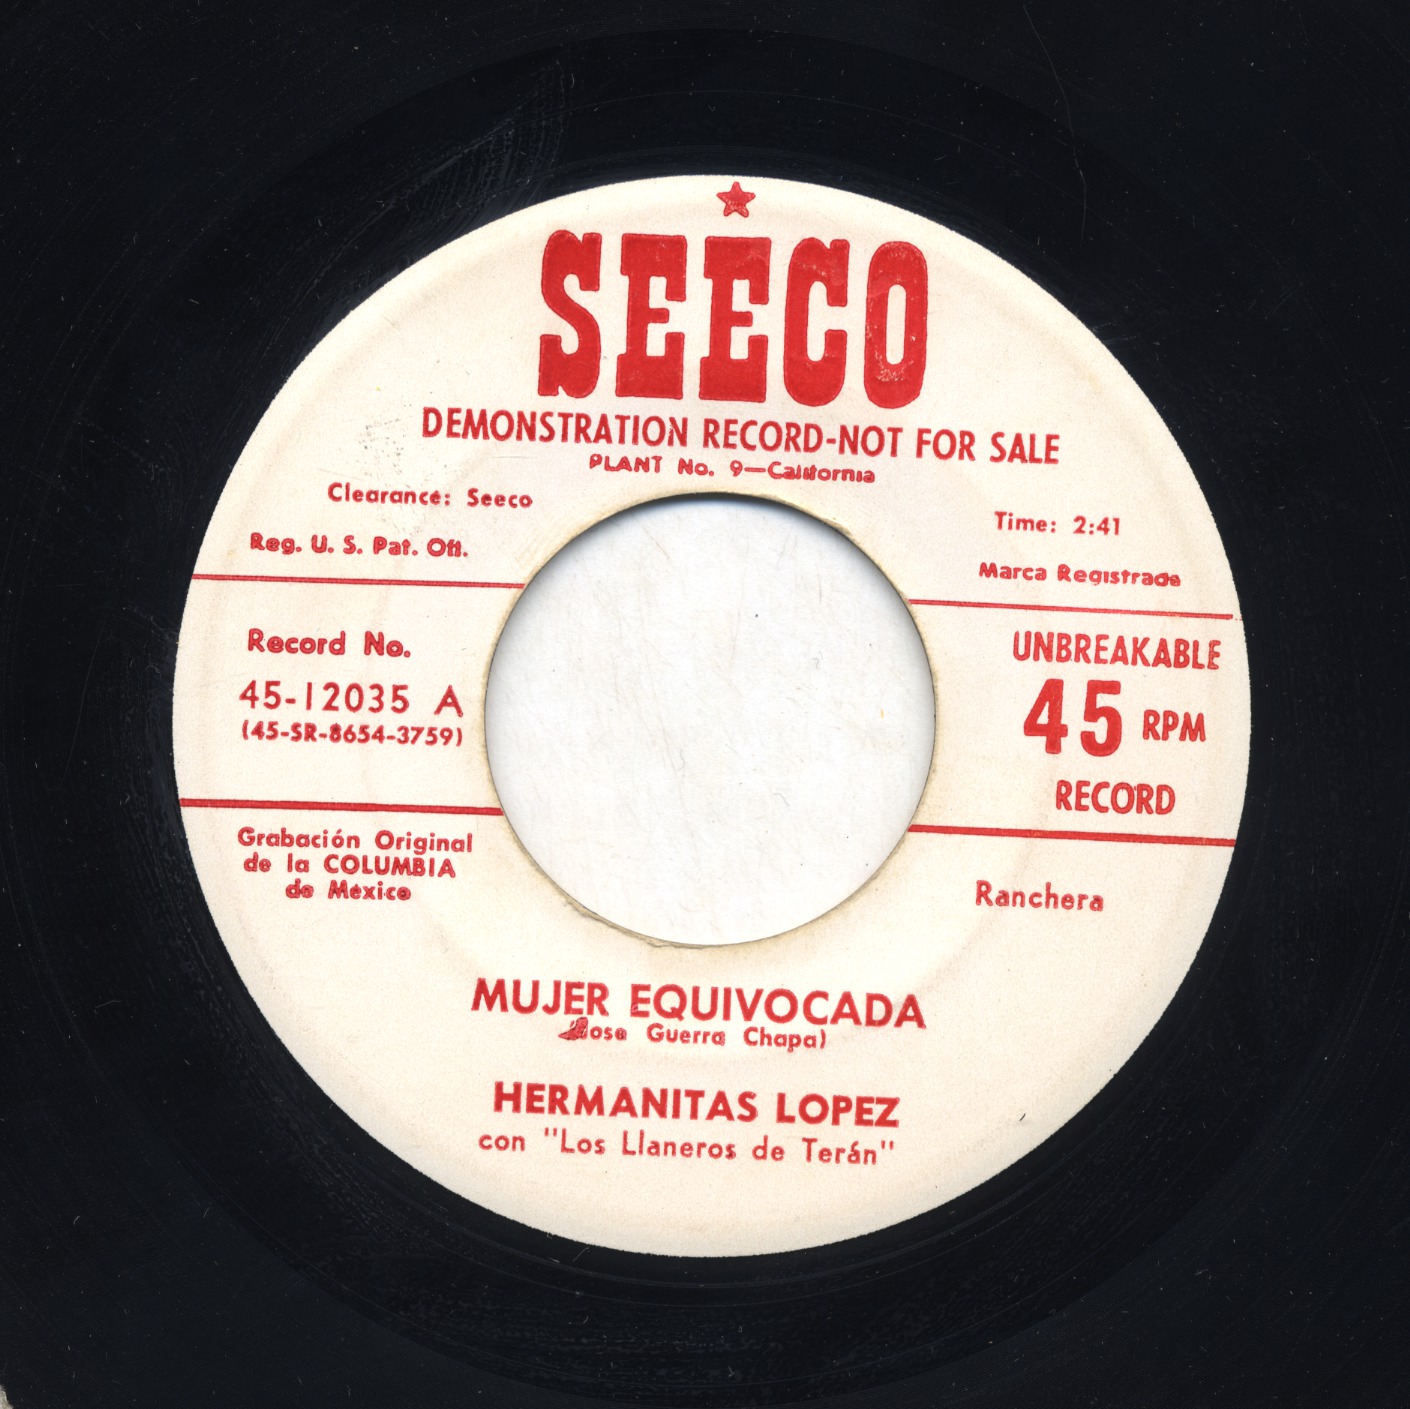 SEECO
DEMONSTRATION RECORD-NOT FOR SALE
PLANT No. 9—California
Clearance: Seeco
Time: 2:41
Reg. U. S. Pat. Off.
Marca Registrada
Record No.
45-12035 A
(45-SR-8654-3759)
UNBREAKABLE
45 RPM
RECORD
Grabación Original
de la COLUMBIA
de México
Ranchera
MUJER EQUIVOCADA
(Jose Guerra Chapa)
HERMANITAS LOPEZ
con "Los Llaneros de Terán"